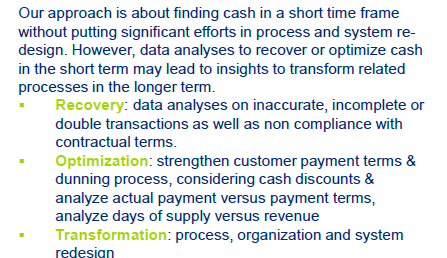 Our approach is about finding cash in a short time frame
without putting significant efforts in process and system re-
design. However, data analyses to recover or optimize cash
in the short term may lead to insights to transform related
processes in the longer term.
▪ Recovery: data analyses on inaccurate, incomplete or
double transactions as well as non compliance with
contractual terms.
▪ Optimization: strengthen customer payment terms &
dunning process, considering cash discounts &
analyze actual payment versus payment terms,
analyze days of supply versus revenue
▪ Transformation: process, organization and system
redesign